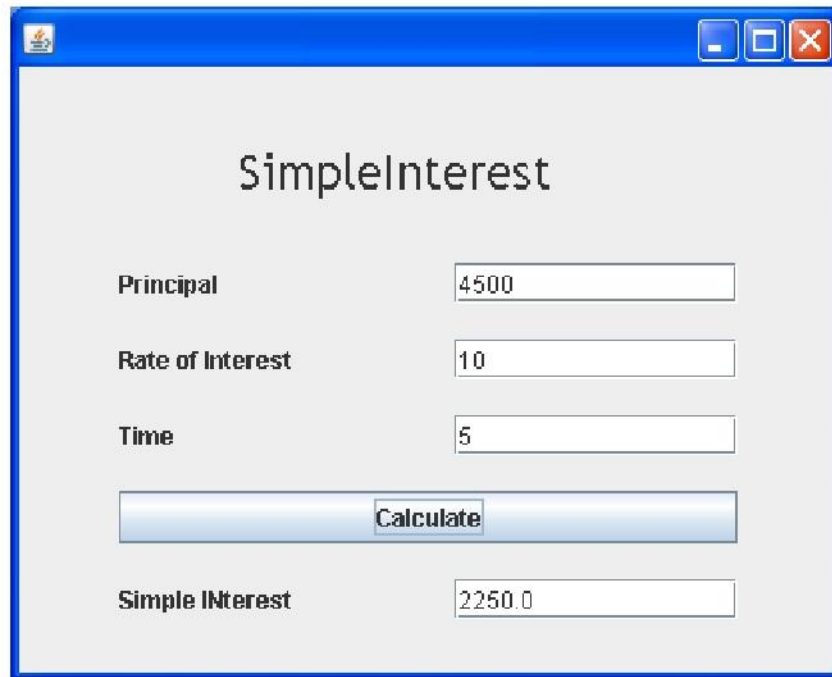 SimpleInterest
Principal 4500
Rate of Interest 10
Time 5
Calculate
Simple INterest 2250.0